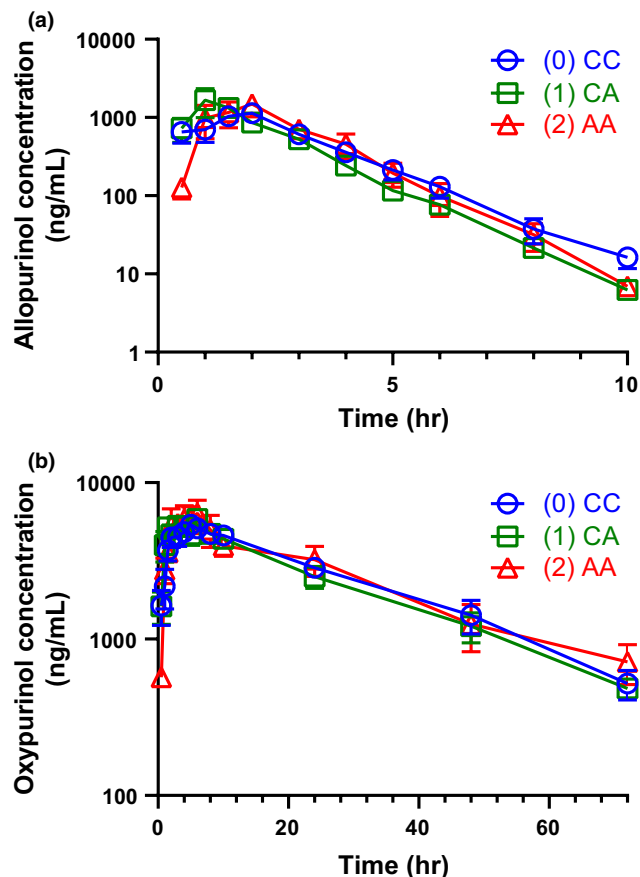 (a)
Allopurinol concentration
(ng/mL)
10000
1000
100
10
1
(0) CC
(1) CA
(2) AA
0
5
10
Time (hr)
(b)
Oxypurinol concentration
(ng/mL)
10000
1000
100
(0) CC
(1) CA
(2) AA
0
20
40
60
Time (hr)